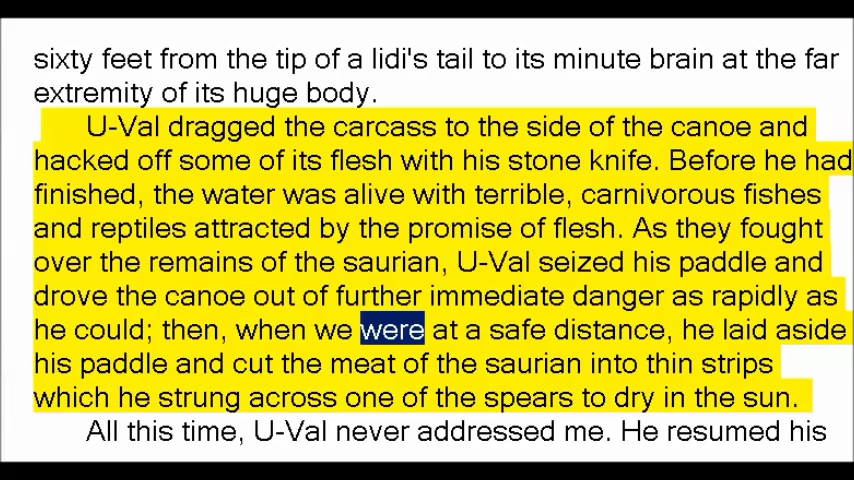 sixty feet from the tip of a lidi's tail to its minute brain at the far
extremity of its huge body.
U-Val dragged the carcass to the side of the canoe and
hacked off some of its flesh with his stone knife. Before he had
finished, the water was alive with terrible, carnivorous fishes
and reptiles attracted by the promise of flesh. As they fought
over the remains of the saurian, U-Val seized his paddle and
drove the canoe out of further immediate danger as rapidly as
he could; then, when we were at a safe distance, he laid aside
his paddle and cut the meat of the saurian into thin strips
which he strung across one of the spears to dry in the sun.
All this time, U-Val never addressed me. He resumed his